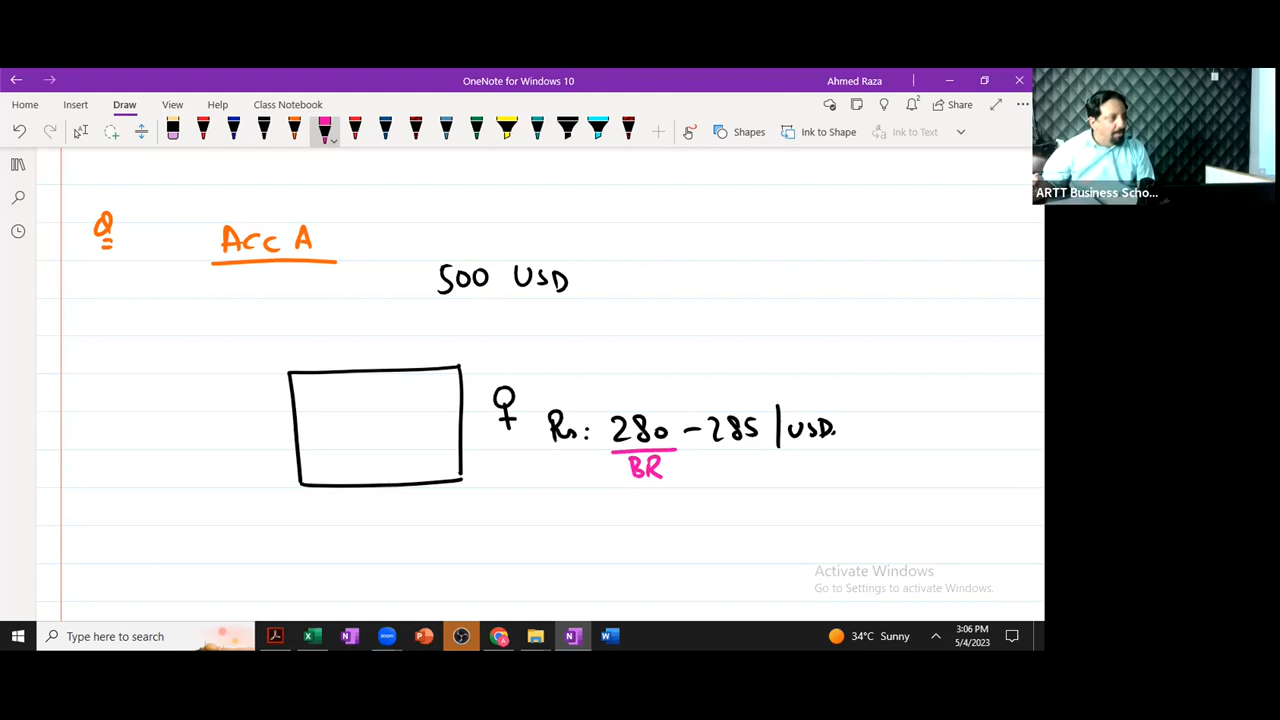 OneNote for Windows 10
Ahmed Raza
Home Insert Draw View Help Class Notebook
Share
Shapes Ink to Shape Ink to Text
ARTT Business Scho...
Q
Acc A
500 USD
Rs: 280 - 285 | USD.
BR
Activate Windows
Go to Settings to activate Windows.
Type here to search
34°C Sunny
3:06 PM
5/4/2023